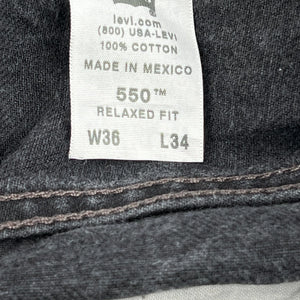 levi.com
(800) USA-LEVI
100% COTTON
MADE IN MEXICO
550™
RELAXED FIT
W36 L34